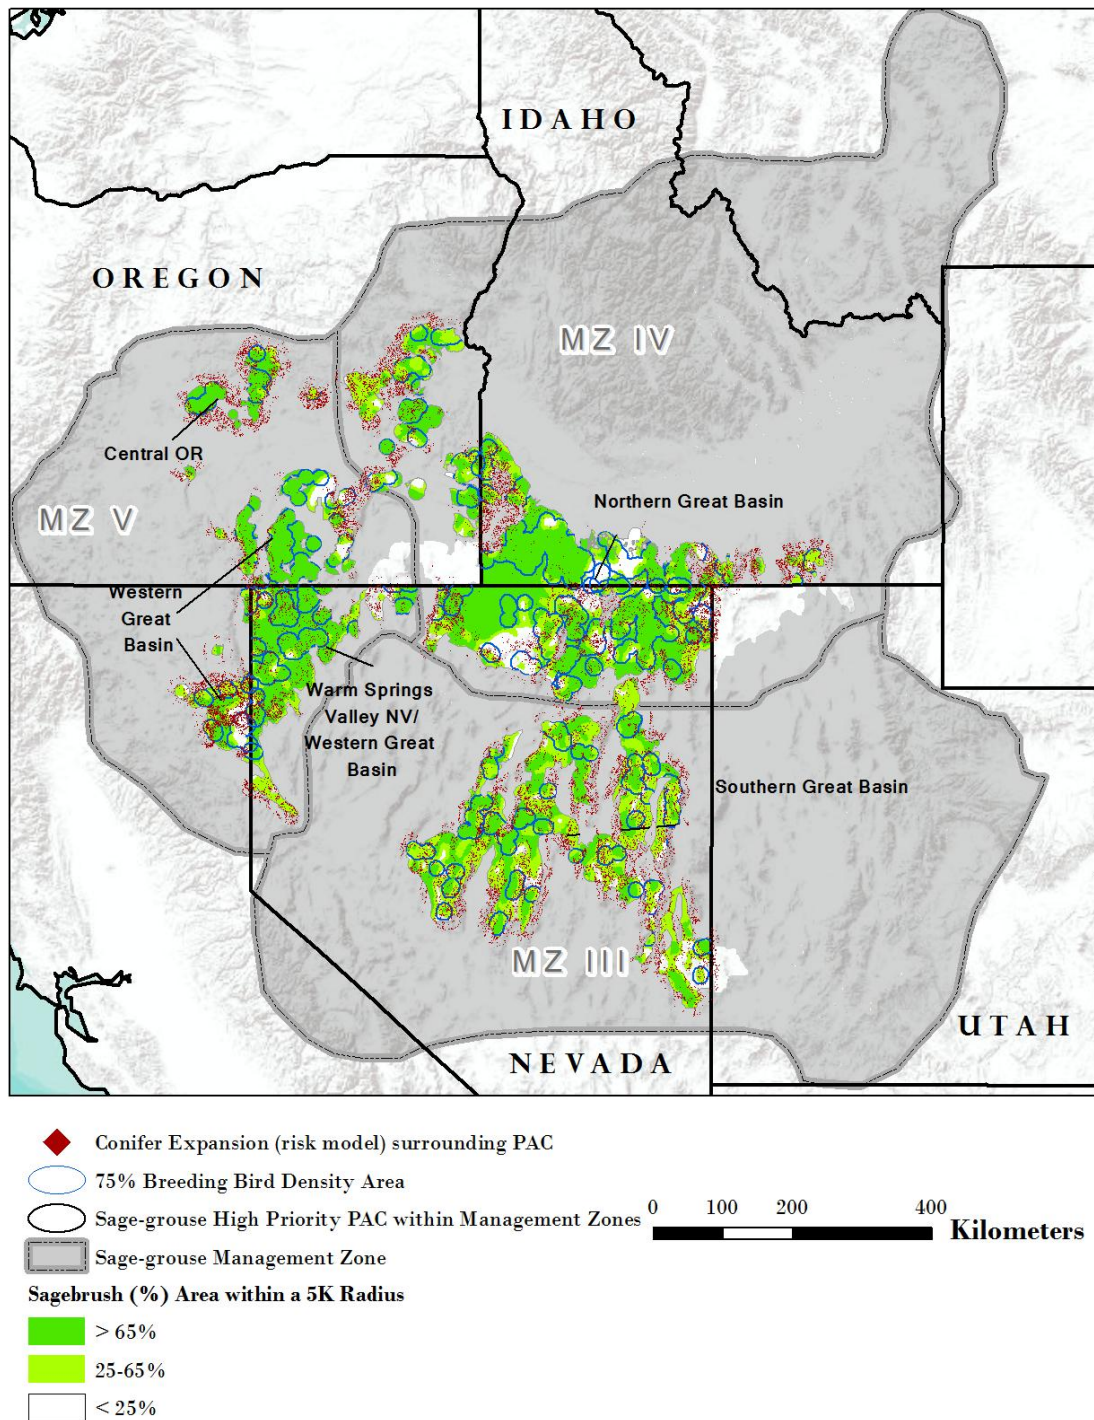 IDAHO
OREGON
MZ IV
Central OR
Northern Great Basin
MZ V
Western
Great
Basin
Warm Springs
Valley NV/
Western Great
Basin
Southern Great Basin
MZ III
UTAH
NEVADA
Conifer Expansion (risk model) surrounding PAC
75% Breeding Bird Density Area
Sage-grouse High Priority PAC within Management Zones
0 100 200 400 Kilometers
Sage-grouse Management Zone
Sagebrush (%) Area within a 5K Radius
> 65%
25-65%
< 25%